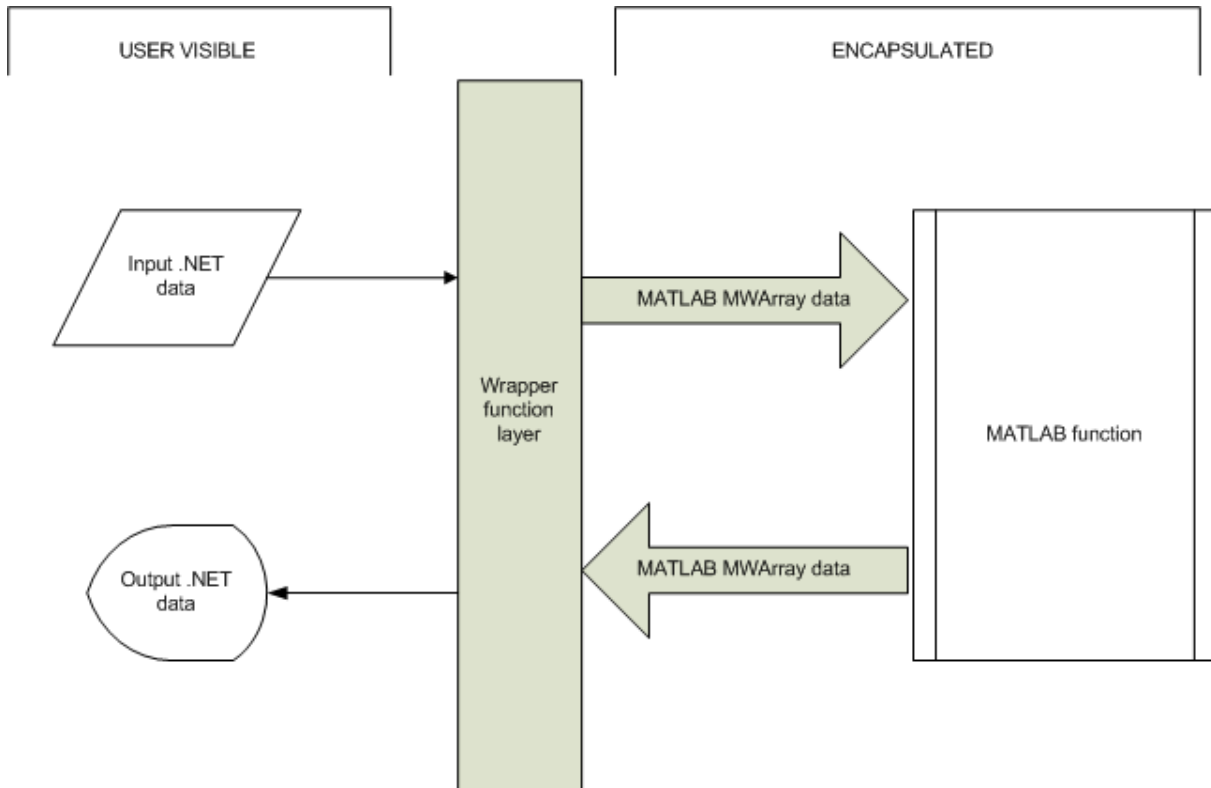 USER VISIBLE
ENCAPSULATED
Input .NET
data
MATLAB MWArray data
Wrapper
function
layer
MATLAB function
Output .NET
data
MATLAB MWArray data